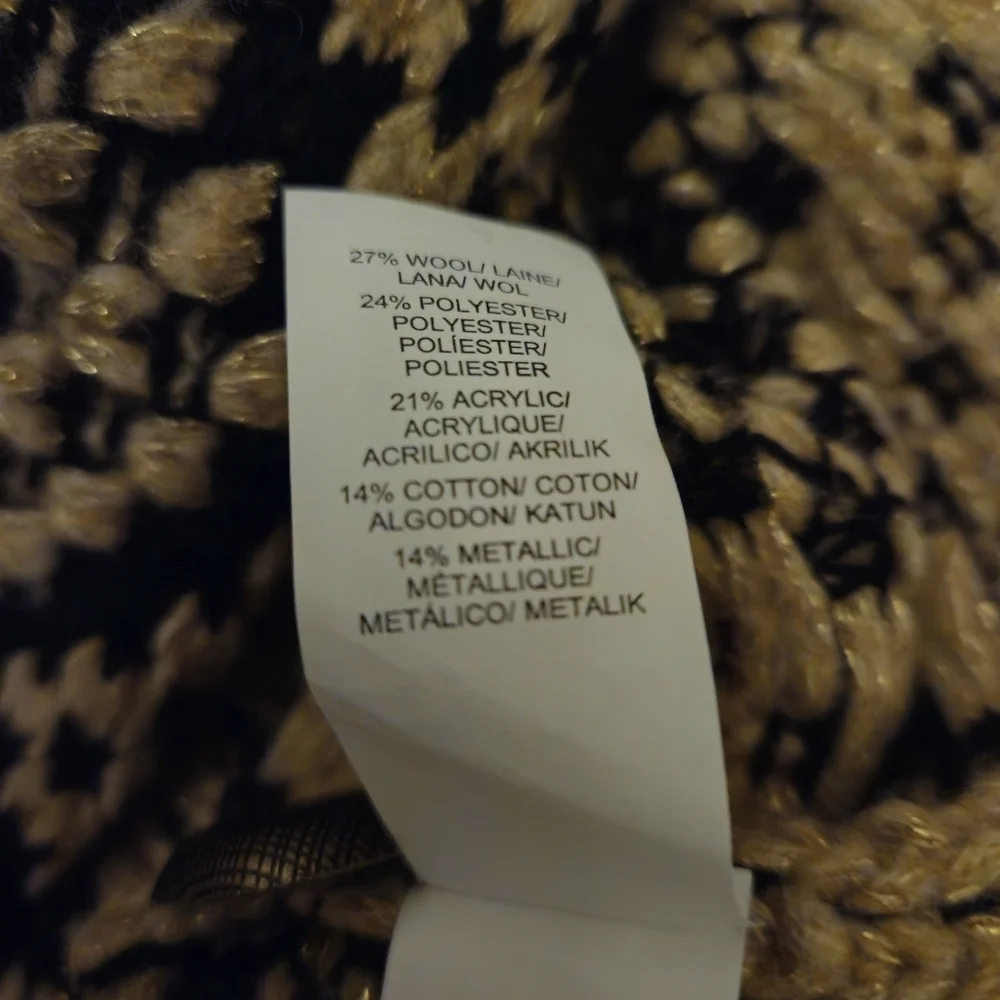 27% WOOL/ LAINE/
LANA/ WOL
24% POLYESTER/
POLYESTER/
POLÍESTER/
POLIESTER
21% ACRYLIC/
ACRYLIQUE/
ACRILICO/ AKRILIK
14% COTTON/ COTON/
ALGODON/ KATUN
14% METALLIC/
MÉTALLIQUE/
METÁLICO/ METALIK